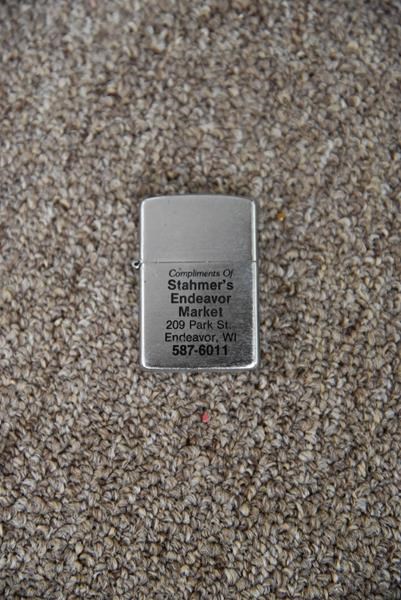 Compliments Of
Stahmer's
Endeavor
Market
209 Park St.
Endeavor, WI
587-6011